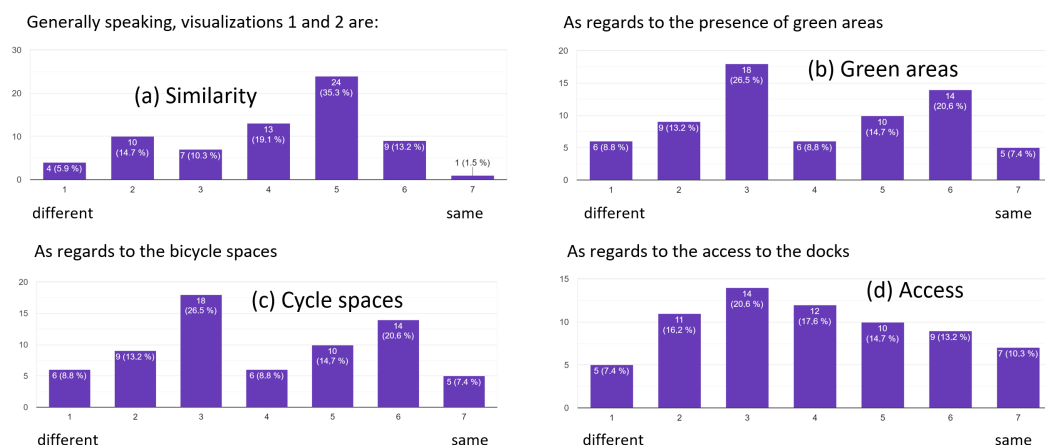 Generally speaking, visualizations 1 and 2 are:
30
20
10
0
(a) Similarity
4 (5.9 %)
10
(14.7 %)
7 (10.3 %)
13
(19.1 %)
24
(35.3 %)
9 (13.2 %)
1 (1.5 %)
1 2 3 4 5 6 7
different same
As regards to the presence of green areas
20
15
10
5
0
(b) Green areas
6 (8.8 %)
9 (13.2 %)
18
(26.5 %)
6 (8,8 %)
10
(14,7 %)
14
(20,6 %)
5 (7.4 %)
1 2 3 4 5 6 7
different same
As regards to the bicycle spaces
20
15
10
5
0
(c) Cycle spaces
6 (8.8 %)
9 (13.2 %)
18
(26.5 %)
6 (8.8 %)
10
(14,7 %)
14
(20.6 %)
5 (7.4 %)
1 2 3 4 5 6 7
different same
As regards to the access to the docks
15
10
5
0
(d) Access
5 (7.4 %)
11
(16,2 %)
14
(20,6 %)
12
(17,6 %)
10
(14.7 %)
9 (13.2 %)
7 (10.3 %)
1 2 3 4 5 6 7
different same